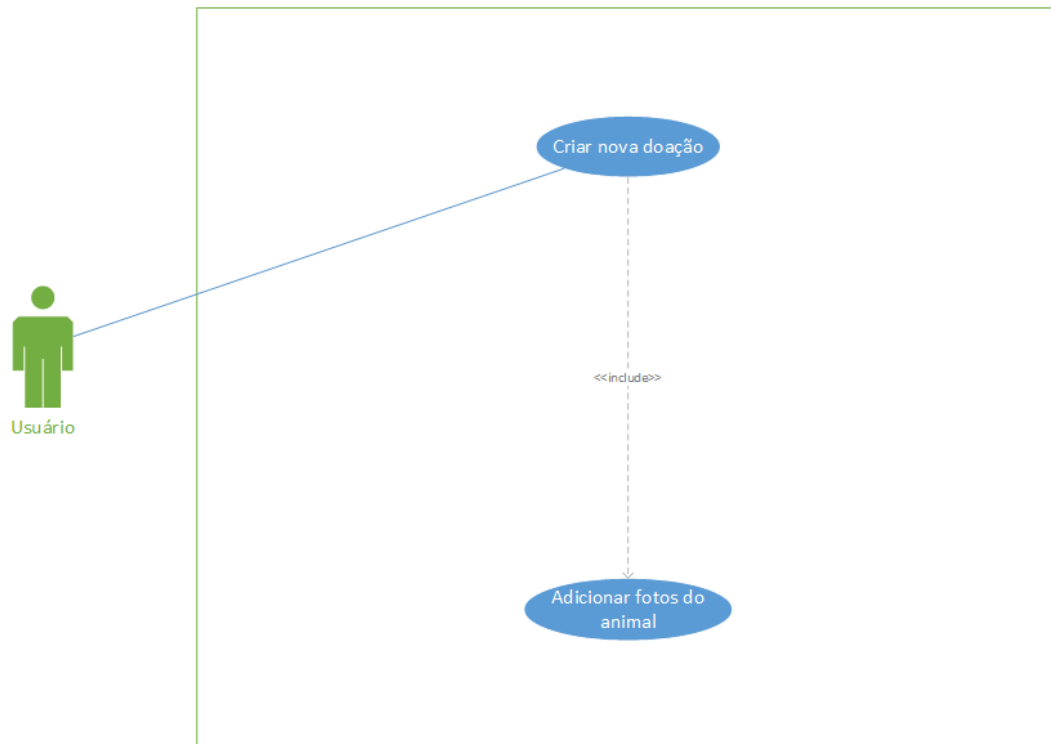 Criar nova doação
<<include>>
Usuário
Adicionar fotos do
animal